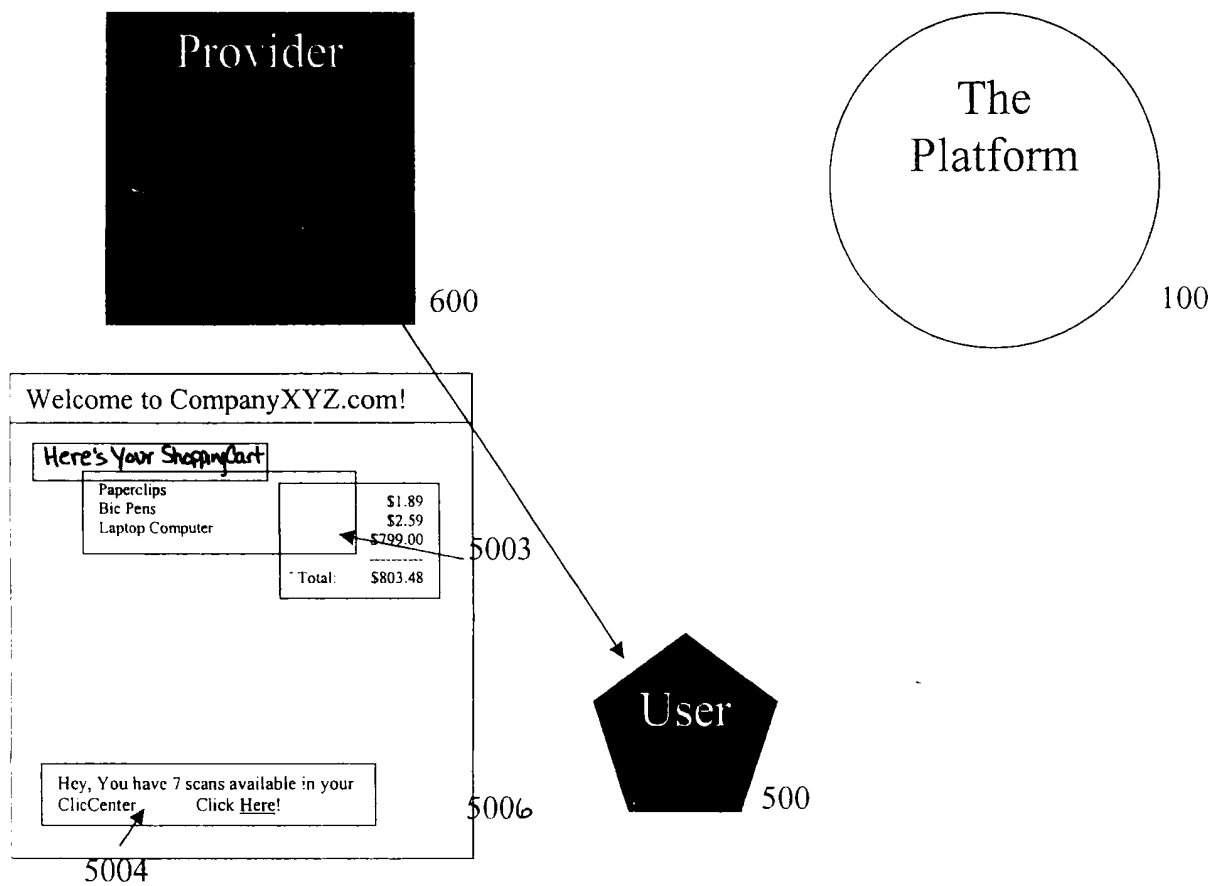 Provider
The
Platform
600
100
Welcome to CompanyXYZ.com!
Here's Your ShoppingCart
Paperclips
Bic Pens
Laptop Computer
$1.89
$2.59
$799.00
Total: $803.48
5003
User
500
Hey, You have 7 scans available in your
ClicCenter Click Here!
5006
5004